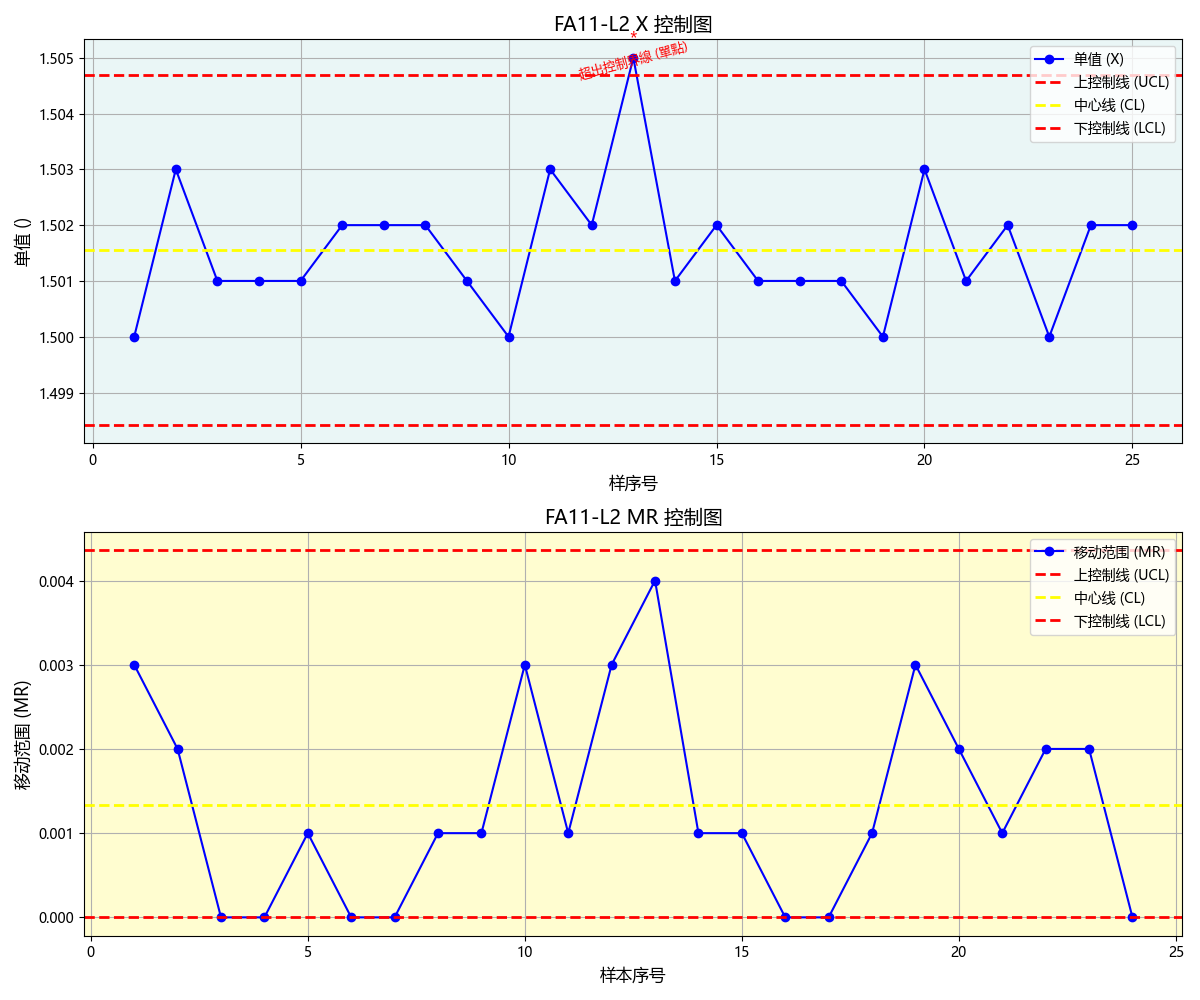 FA11-L2 X 控制图
*
超出控制界線 (單點)
单值 (X)
上控制线 (UCL)
中心线 (CL)
下控制线 (LCL)
1.505
1.504
1.503
1.502
1.501
1.500
1.499
单值 ()
0 5 10 15 20 25
样序号
FA11-L2 MR 控制图
移动范围 (MR)
上控制线 (UCL)
中心线 (CL)
下控制线 (LCL)
0.004
0.003
0.002
0.001
0.000
移动范围 (MR)
0 5 10 15 20 25
样本序号